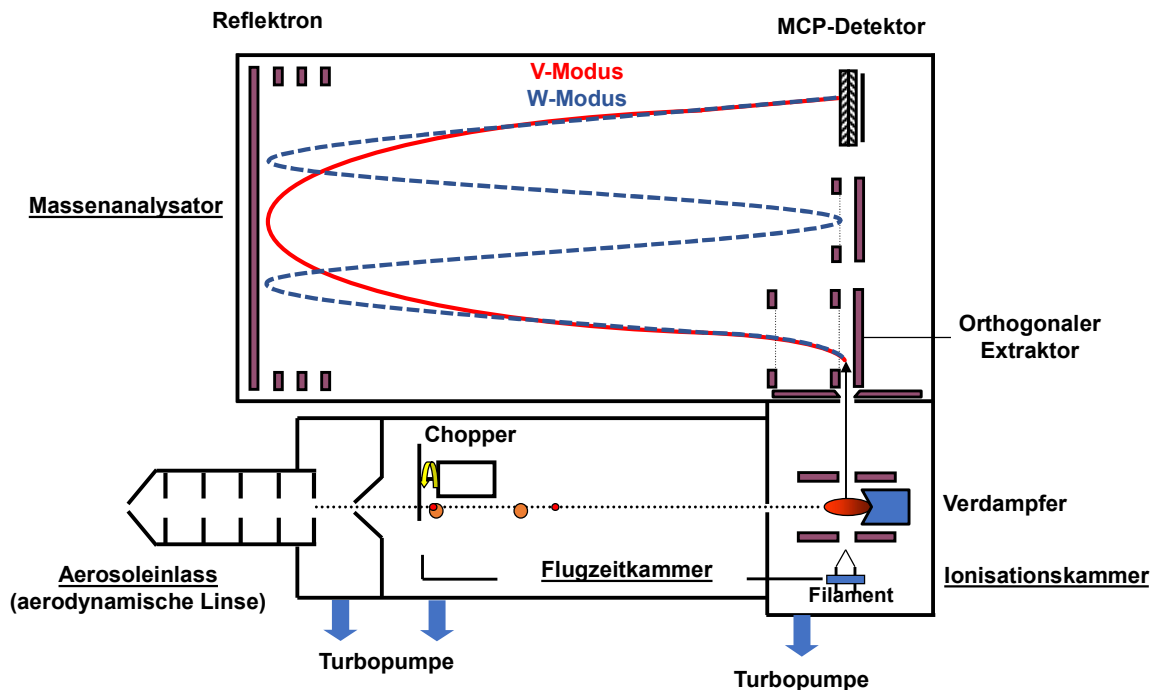 Reflektron
MCP-Detektor
V-Modus
W-Modus
Massenanalysator
Orthogonaler
Extraktor
Chopper
Verdampfer
Aerosoleinlass
(aerodynamische Linse)
Flugzeitkammer
Ionisationskammer
Filament
Turbopumpe
Turbopumpe